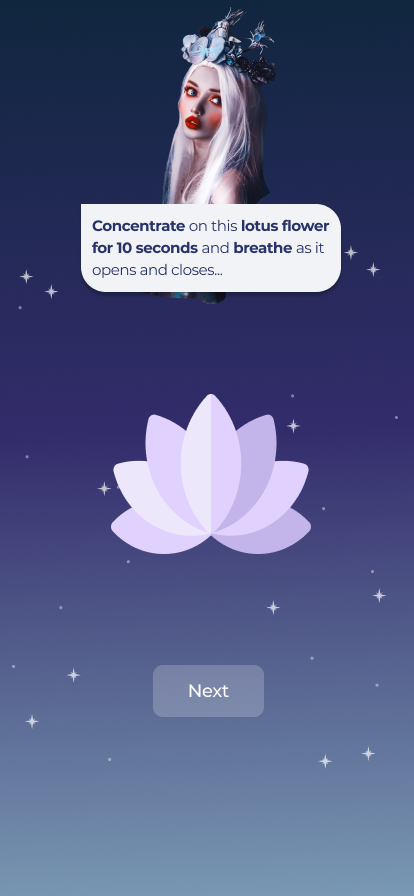 Concentrate on this lotus flower
for 10 seconds and breathe as it
opens and closes...
Next